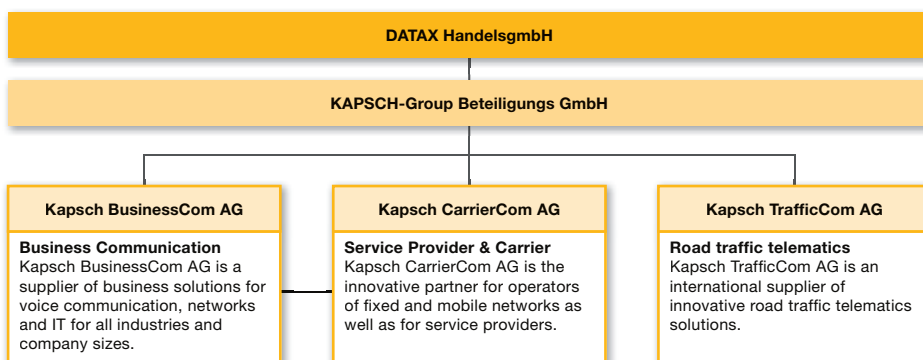 DATAX HandelsgmbH
KAPSCH-Group Beteiligungs GmbH
Kapsch BusinessCom AG
Business Communication
Kapsch BusinessCom AG is a
supplier of business solutions for
voice communication, networks
and IT for all industries and
company sizes.
Kapsch CarrierCom AG
Service Provider & Carrier
Kapsch CarrierCom AG is the
innovative partner for operators
of fixed and mobile networks as
well as for service providers.
Kapsch TrafficCom AG
Road traffic telematics
Kapsch TrafficCom AG is an
international supplier of
innovative road traffic telematics
solutions.